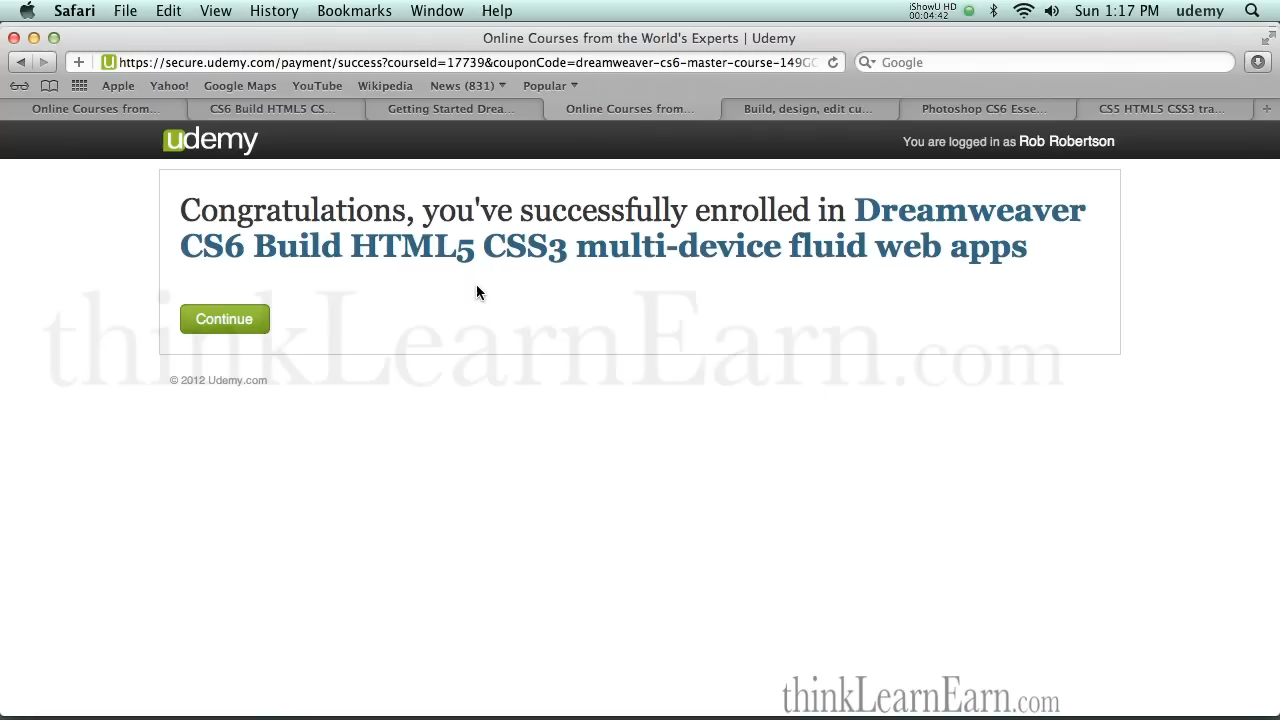 Safari File Edit View History Bookmarks Window Help iShowU HD 00:04:42 Sun 1:17 PM udemy
Online Courses from the World's Experts | Udemy
https://secure.udemy.com/payment/success?courseId=17739&couponCode=dreamweaver-cs6-master-course-149GC Google
Apple Yahoo! Google Maps YouTube Wikipedia News (831) Popular
Online Courses from... CS6 Build HTML5 CS... Getting Started Drea... Online Courses from... Build, design, edit cu... Photoshop CS6 Esse... CS5 HTML5 CSS3 tra...
udemy You are logged in as Rob Robertson
Congratulations, you've successfully enrolled in Dreamweaver
CS6 Build HTML5 CSS3 multi-device fluid web apps
Continue
thinkLearnEarn.com
© 2012 Udemy.com
thinkLearnEarn.com